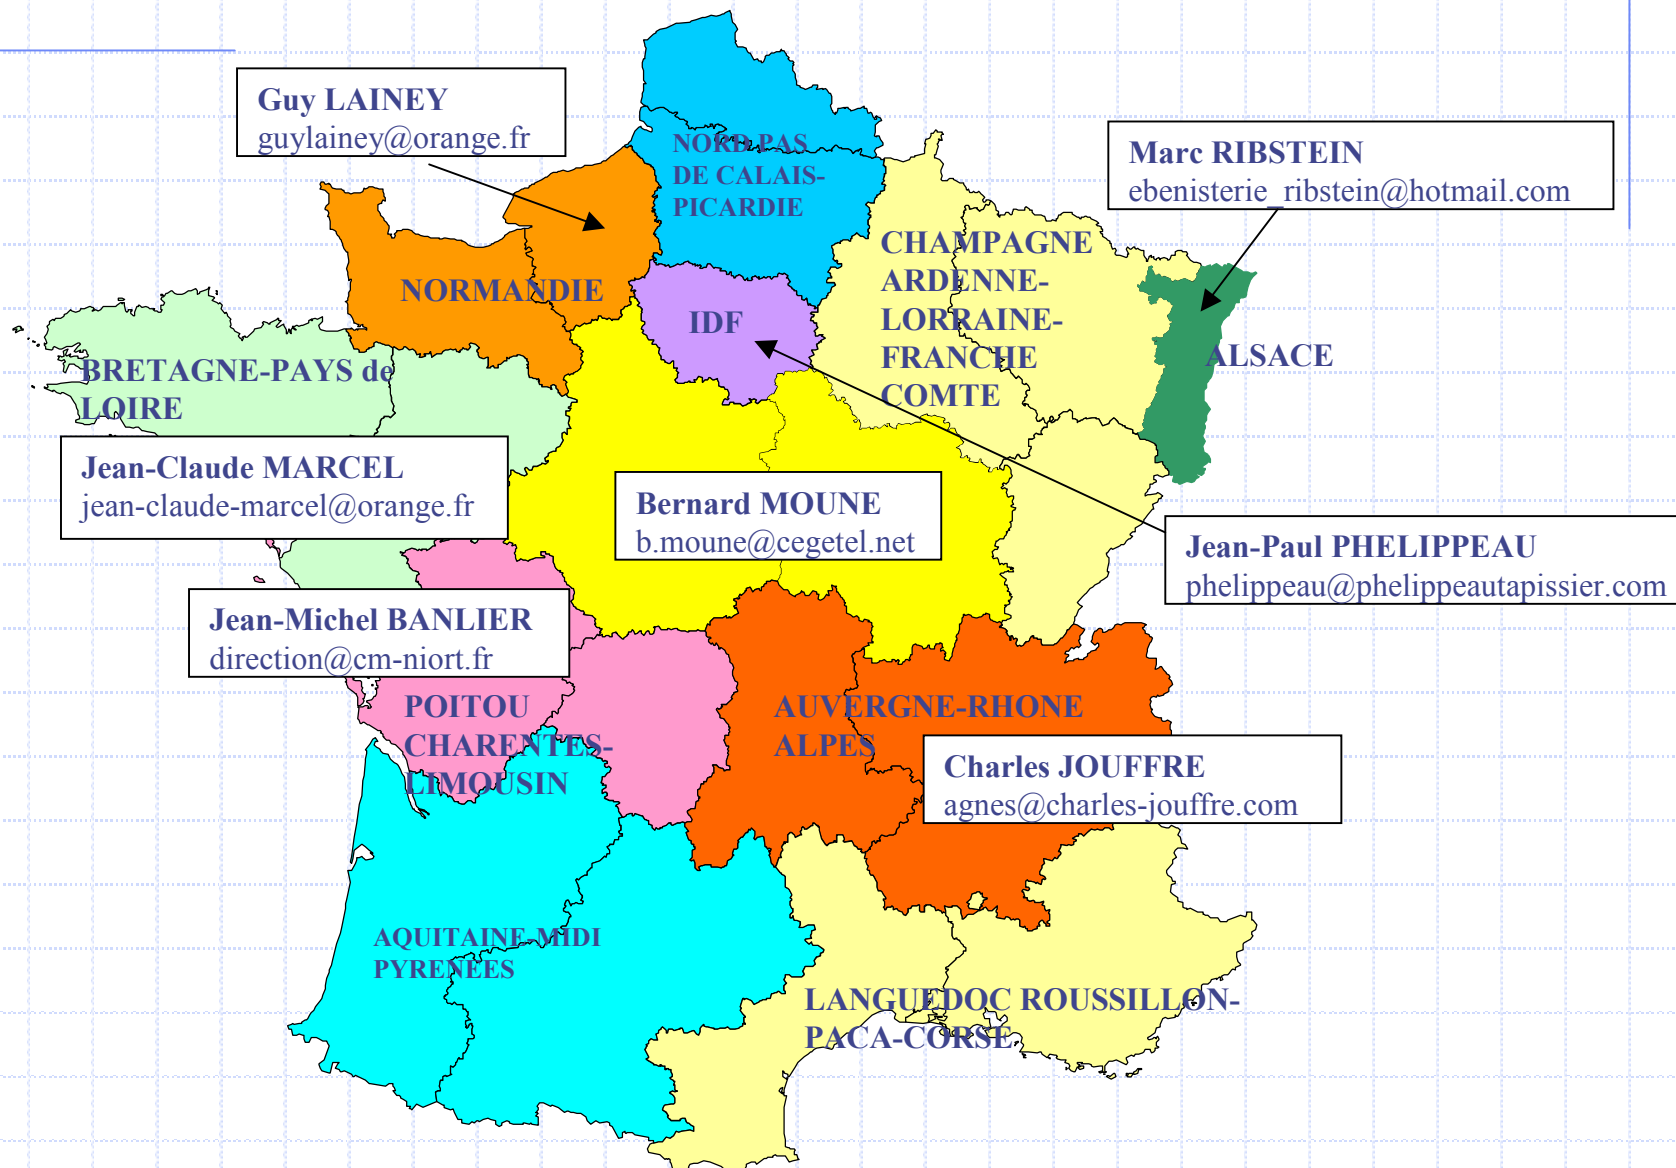 Guy LAINEY
guylainey@orange.fr
NORD-PAS
DE CALAIS-
PICARDIE
Marc RIBSTEIN
ebenisterie_ribstein@hotmail.com
CHAMPAGNE
ARDENNE-
LORRAINE-
FRANCHE
COMTE
NORMANDIE
IDF
ALSACE
BRETAGNE-PAYS de
LOIRE
Jean-Claude MARCEL
jean-claude-marcel@orange.fr
Bernard MOUNE
b.moune@cegetel.net
Jean-Paul PHELIPPEAU
phelippeau@phelippeautapissier.com
Jean-Michel BANLIER
direction@cm-niort.fr
POITOU
CHARENTES-
LIMOUSIN
AUVERGNE-RHONE
ALPES
Charles JOUFFRE
agnes@charles-jouffre.com
AQUITAINE-MIDI
PYRENEES
LANGUEDOC ROUSSILLON-
PACA-CORSE